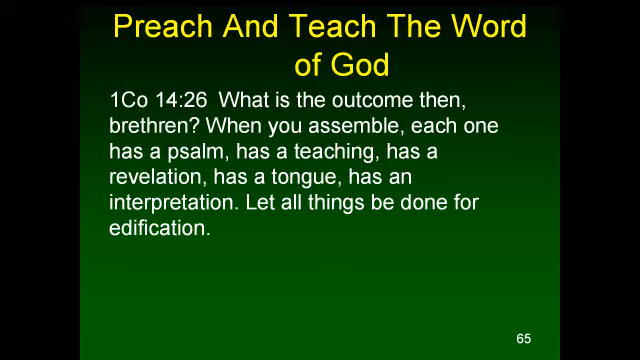 Preach And Teach The Word
of God
1Co 14:26  What is the outcome then,
brethren? When you assemble, each one
has a psalm, has a teaching, has a
revelation, has a tongue, has an
interpretation. Let all things be done for
edification.
65